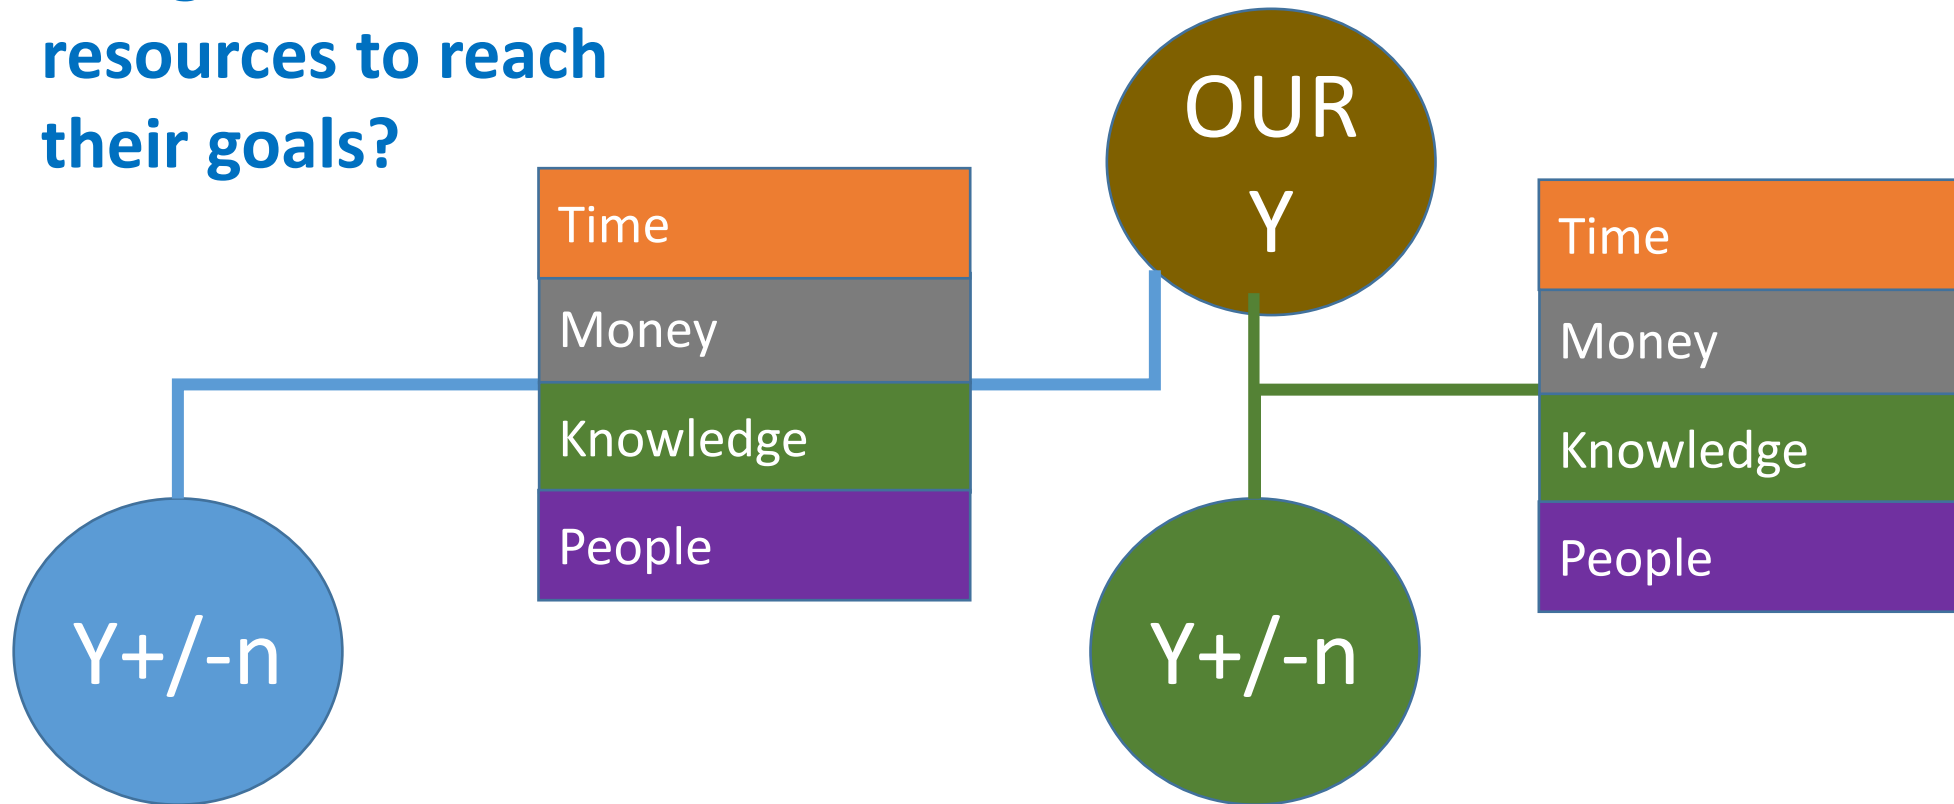 resources to reach
their goals?
OUR
Y
Time
Money
Knowledge
People
Time
Money
Knowledge
People
Y+/-n
Y+/-n